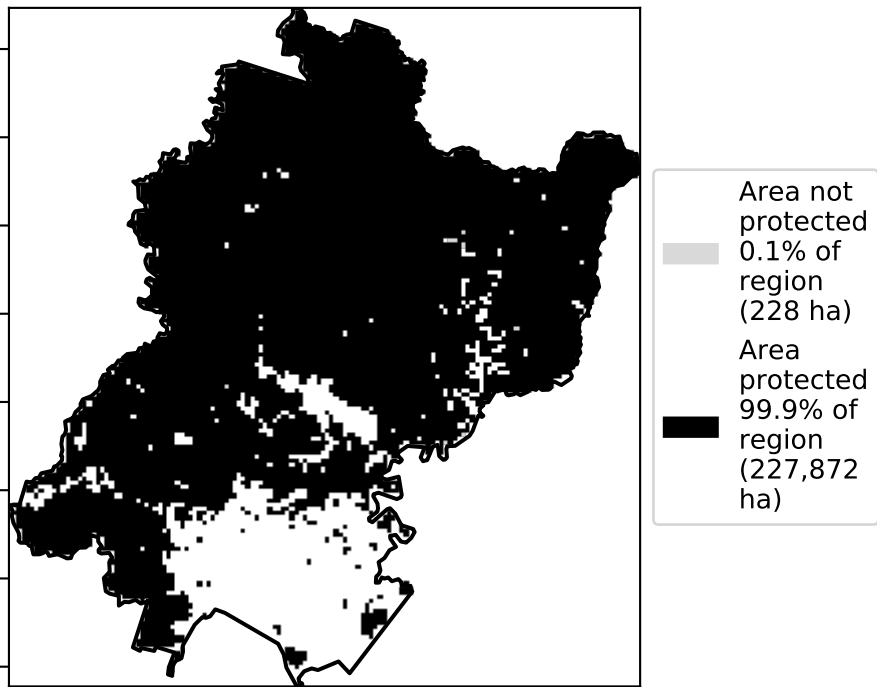 Area not
protected
0.1% of
region
(228 ha)
Area
protected
99.9% of
region
(227,872
ha)